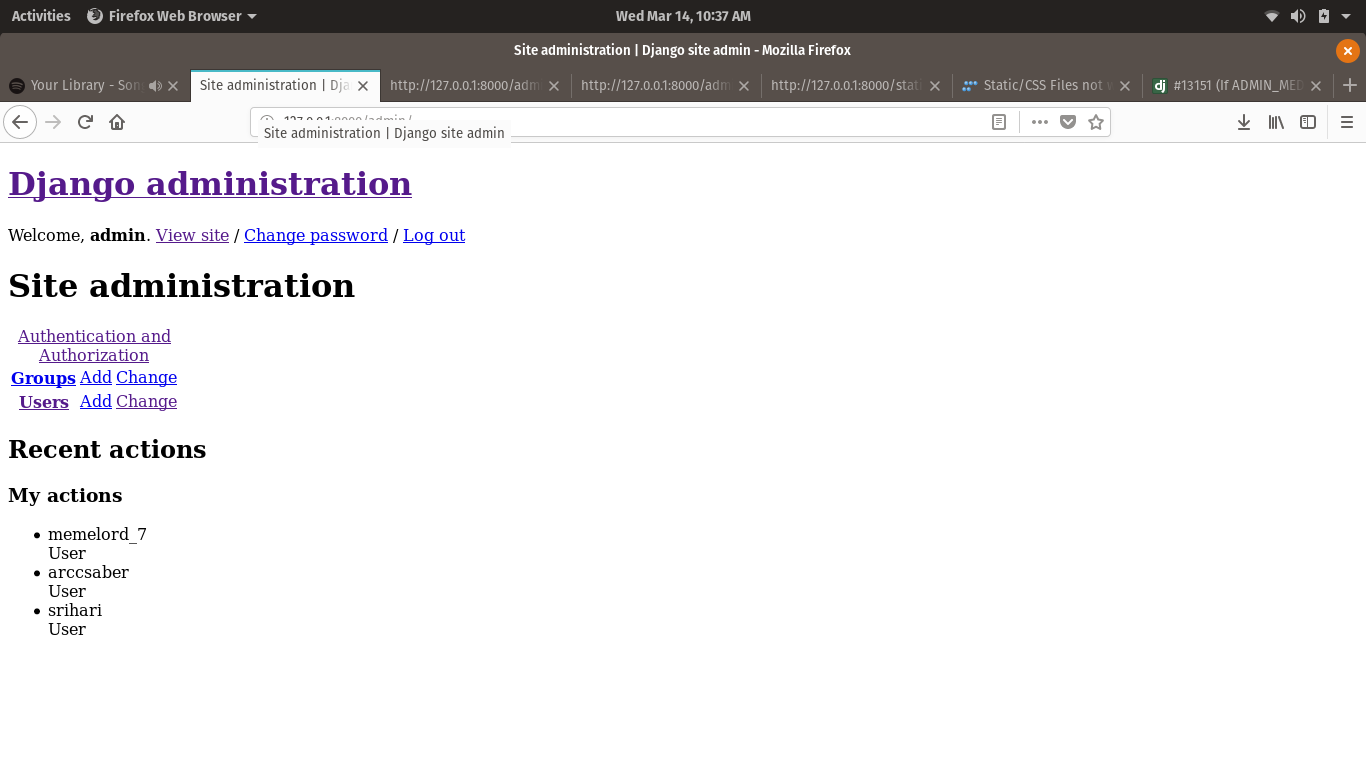 Activities Firefox Web Browser Wed Mar 14, 10:37 AM
Site administration | Django site admin - Mozilla Firefox
Your Library - Son Site administration | Dja http://127.0.0.1:8000/adm http://127.0.0.1:8000/adm http://127.0.0.1:8000/stati Static/CSS Files not w dj #13151 (If ADMIN_MED
127.0.0.1:8000/admin/
Site administration | Django site admin
Django administration
Welcome, admin. View site / Change password / Log out
Site administration
Authentication and
Authorization
Groups Add Change
Users Add Change
Recent actions
My actions
• memelord_7
User
• arccsaber
User
• srihari
User